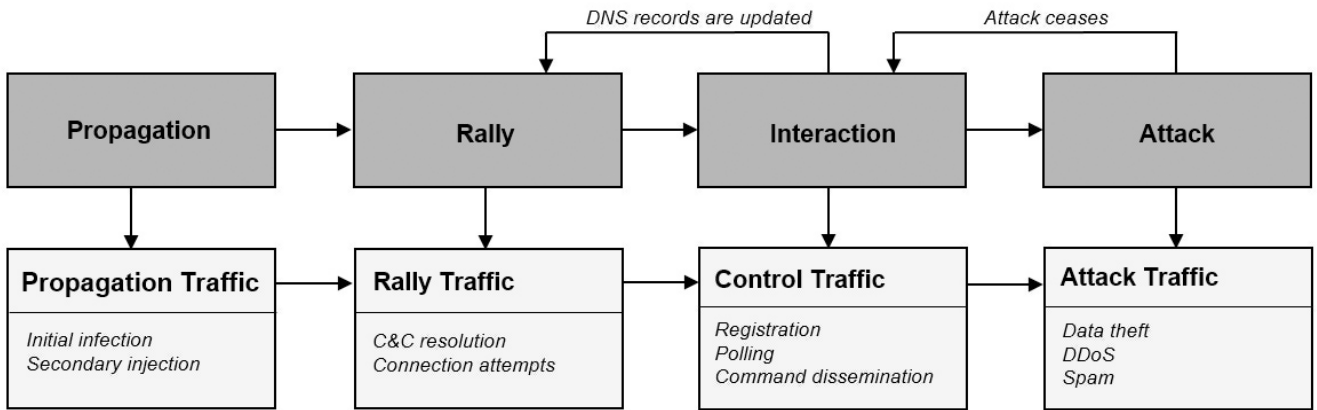 DNS records are updated
Attack ceases
Propagation
Rally
Interaction
Attack
Propagation Traffic
Initial infection
Secondary injection
Rally Traffic
C&C resolution
Connection attempts
Control Traffic
Registration
Polling
Command dissemination
Attack Traffic
Data theft
DDoS
Spam